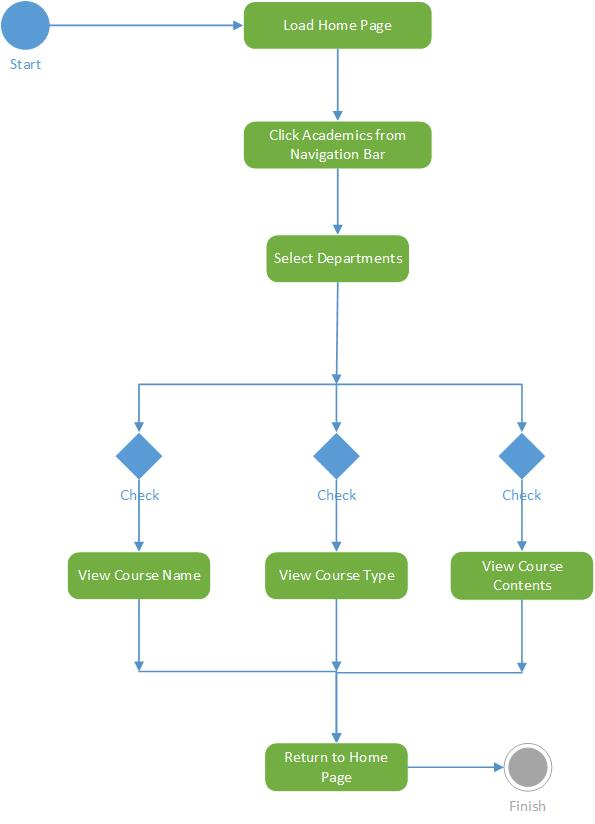 Load Home Page
Start
Click Academics from
Navigation Bar
Select Departments
Check
Check
Check
View Course Name
View Course Type
View Course
Contents
Return to Home
Page
Finish